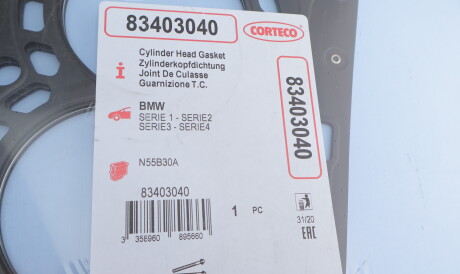 83403040
CORTECO
Cylinder Head Gasket
Zylinderkopfdichtung
Joint De Culasse
Guarnizione T.C.
BMW
SERIE 1 - SERIE2
SERIE3 - SERIE4
83403040
N55B30A
83403040
1 PC
3 358960 895660
31/20
EAC